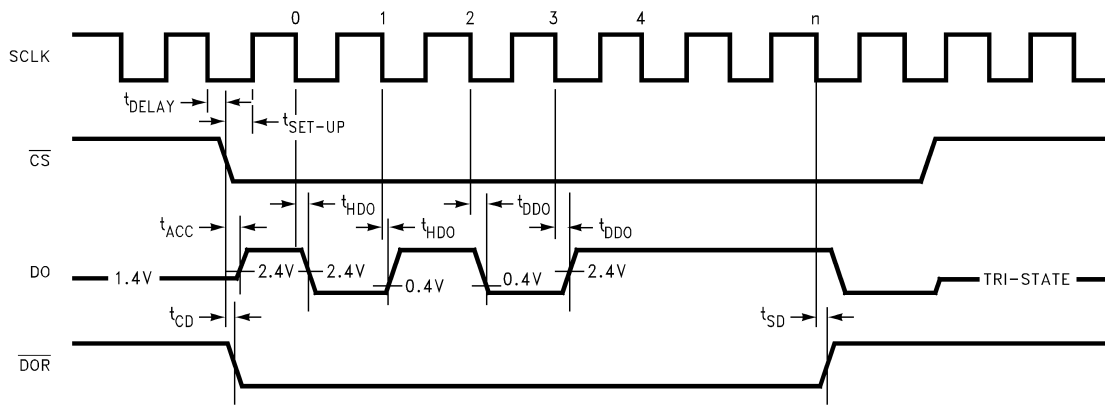 0 1 2 3 4 n
SCLK
tDELAY
tSET-UP
CS
tHDO tDDO
tACC tHDO tDDO
DO 1.4V 2.4V 2.4V 0.4V 0.4V 2.4V TRI-STATE
tCD tSD
DOR